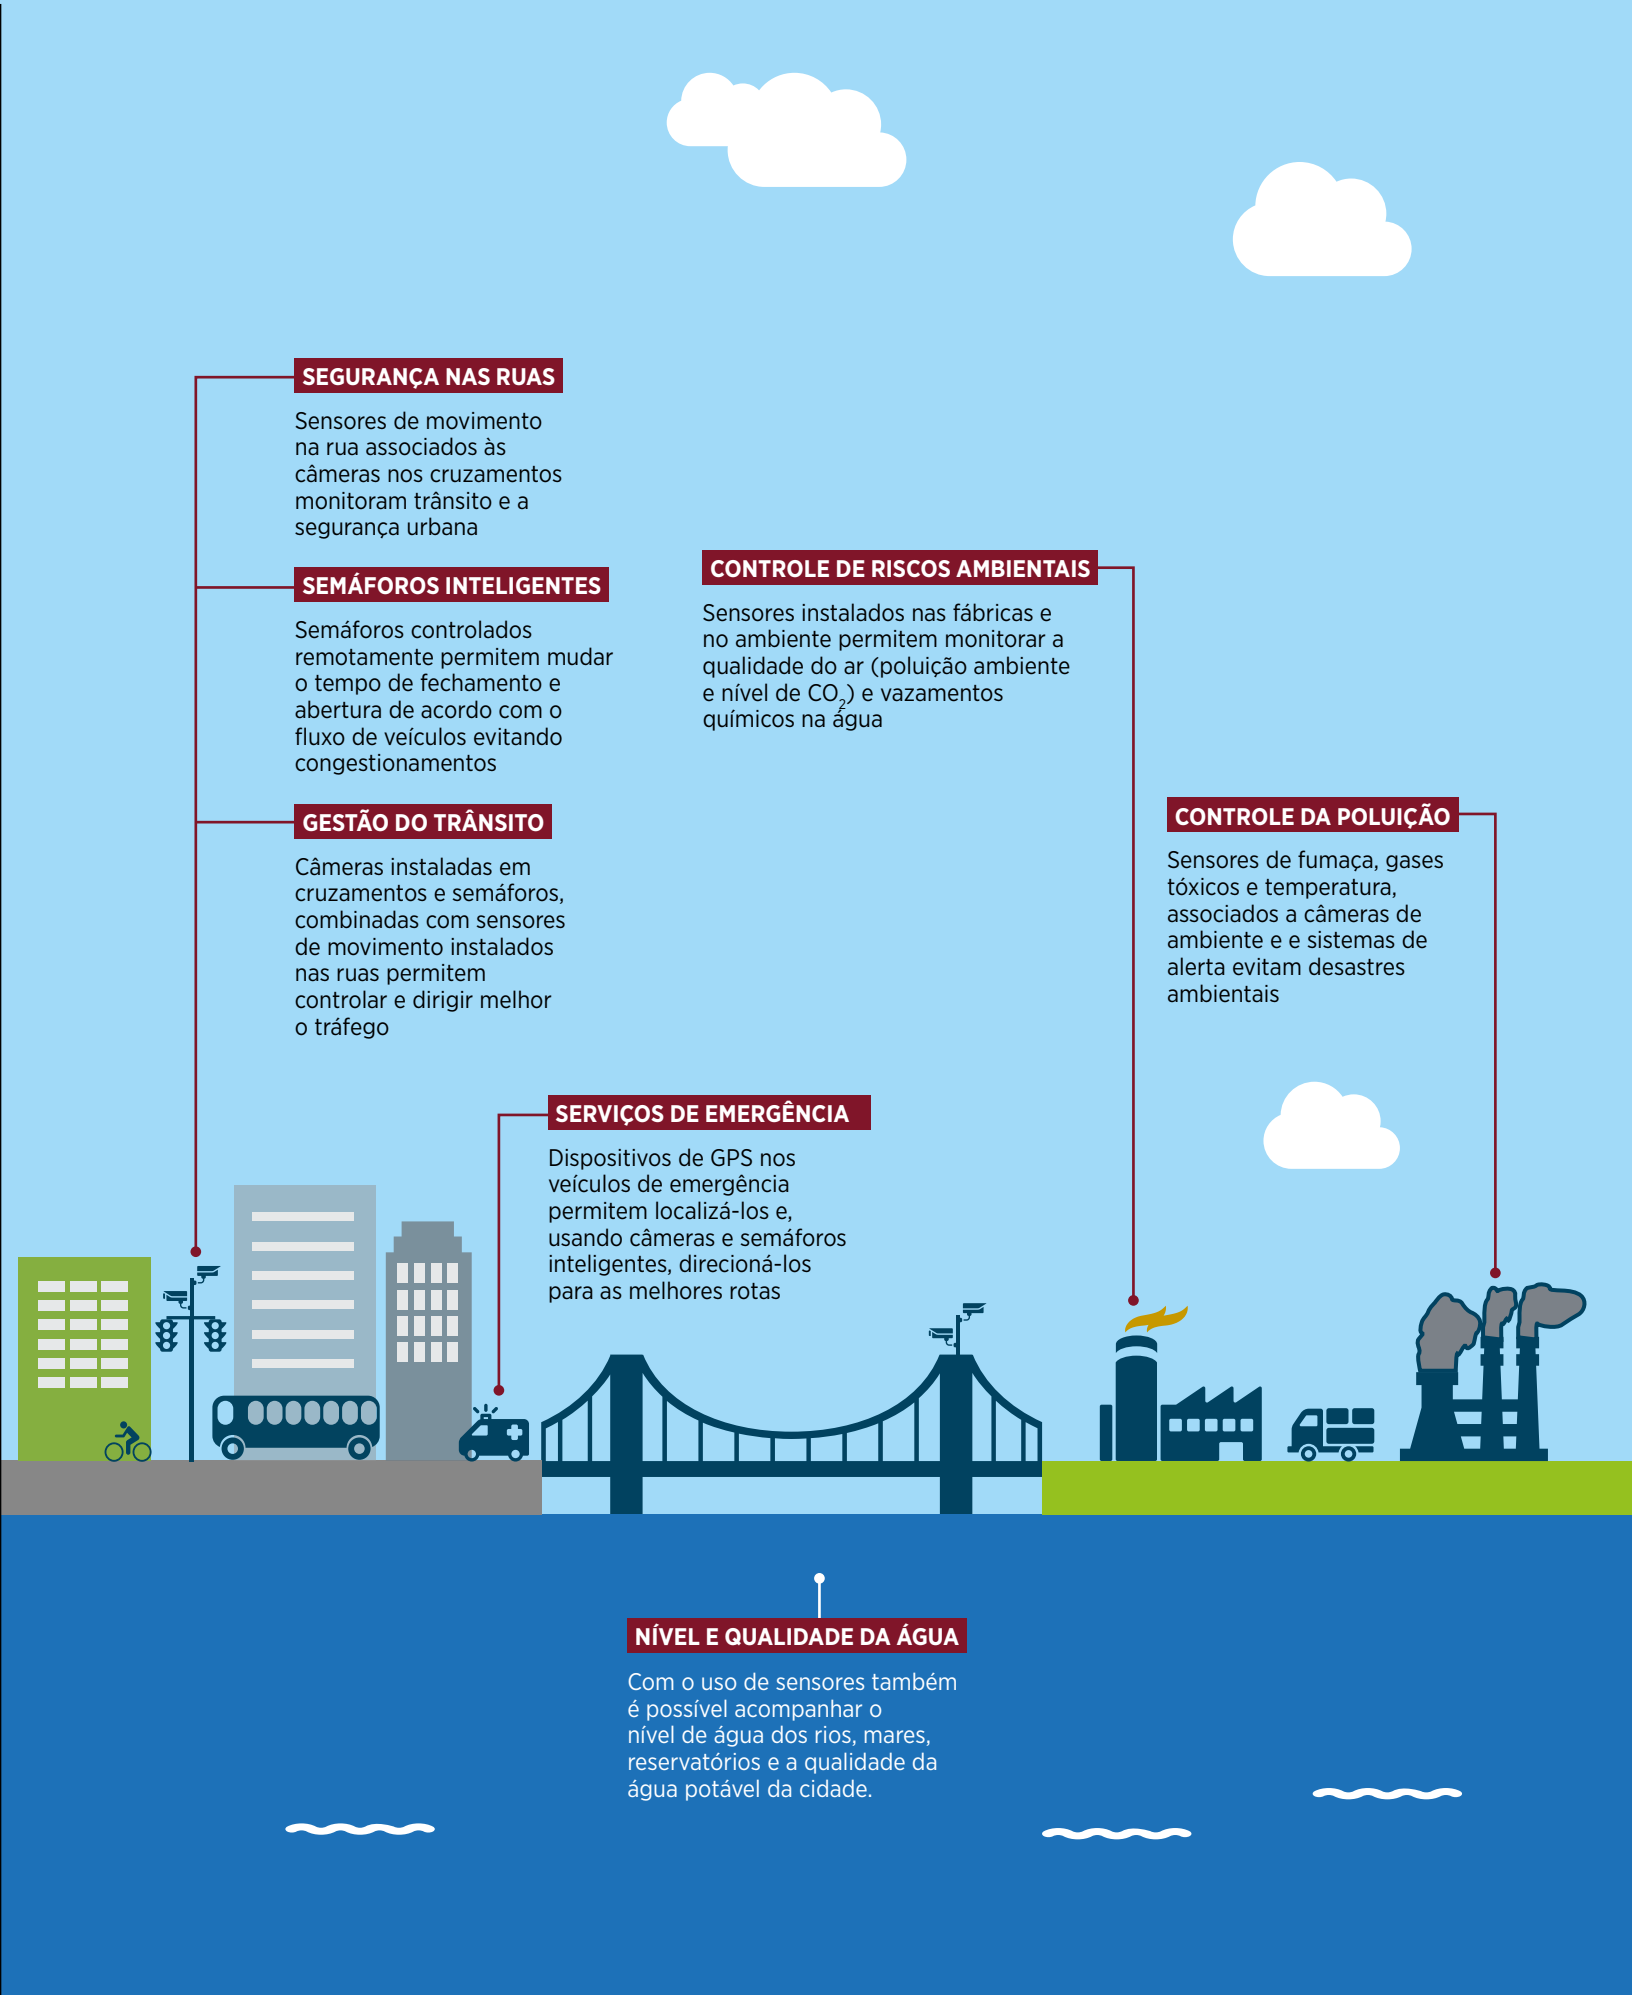 SEGURANÇA NAS RUAS
Sensores de movimento
na rua associados às
câmeras nos cruzamentos
monitoram trânsito e a
segurança urbana
SEMÁFOROS INTELIGENTES
Semáforos controlados
remotamente permitem mudar
o tempo de fechamento e
abertura de acordo com o
fluxo de veículos evitando
congestionamentos
GESTÃO DO TRÂNSITO
Câmeras instaladas em
cruzamentos e semáforos,
combinadas com sensores
de movimento instalados
nas ruas permitem
controlar e dirigir melhor
o tráfego
CONTROLE DE RISCOS AMBIENTAIS
Sensores instalados nas fábricas e
no ambiente permitem monitorar a
qualidade do ar (poluição ambiente
e nível de CO₂) e vazamentos
químicos na água
CONTROLE DA POLUIÇÃO
Sensores de fumaça, gases
tóxicos e temperatura,
associados a câmeras de
ambiente e e sistemas de
alerta evitam desastres
ambientais
SERVIÇOS DE EMERGÊNCIA
Dispositivos de GPS nos
veículos de emergência
permitem localizá-los e,
usando câmeras e semáforos
inteligentes, direcioná-los
para as melhores rotas
NÍVEL E QUALIDADE DA ÁGUA
Com o uso de sensores também
é possível acompanhar o
nível de água dos rios, mares,
reservatórios e a qualidade da
água potável da cidade.